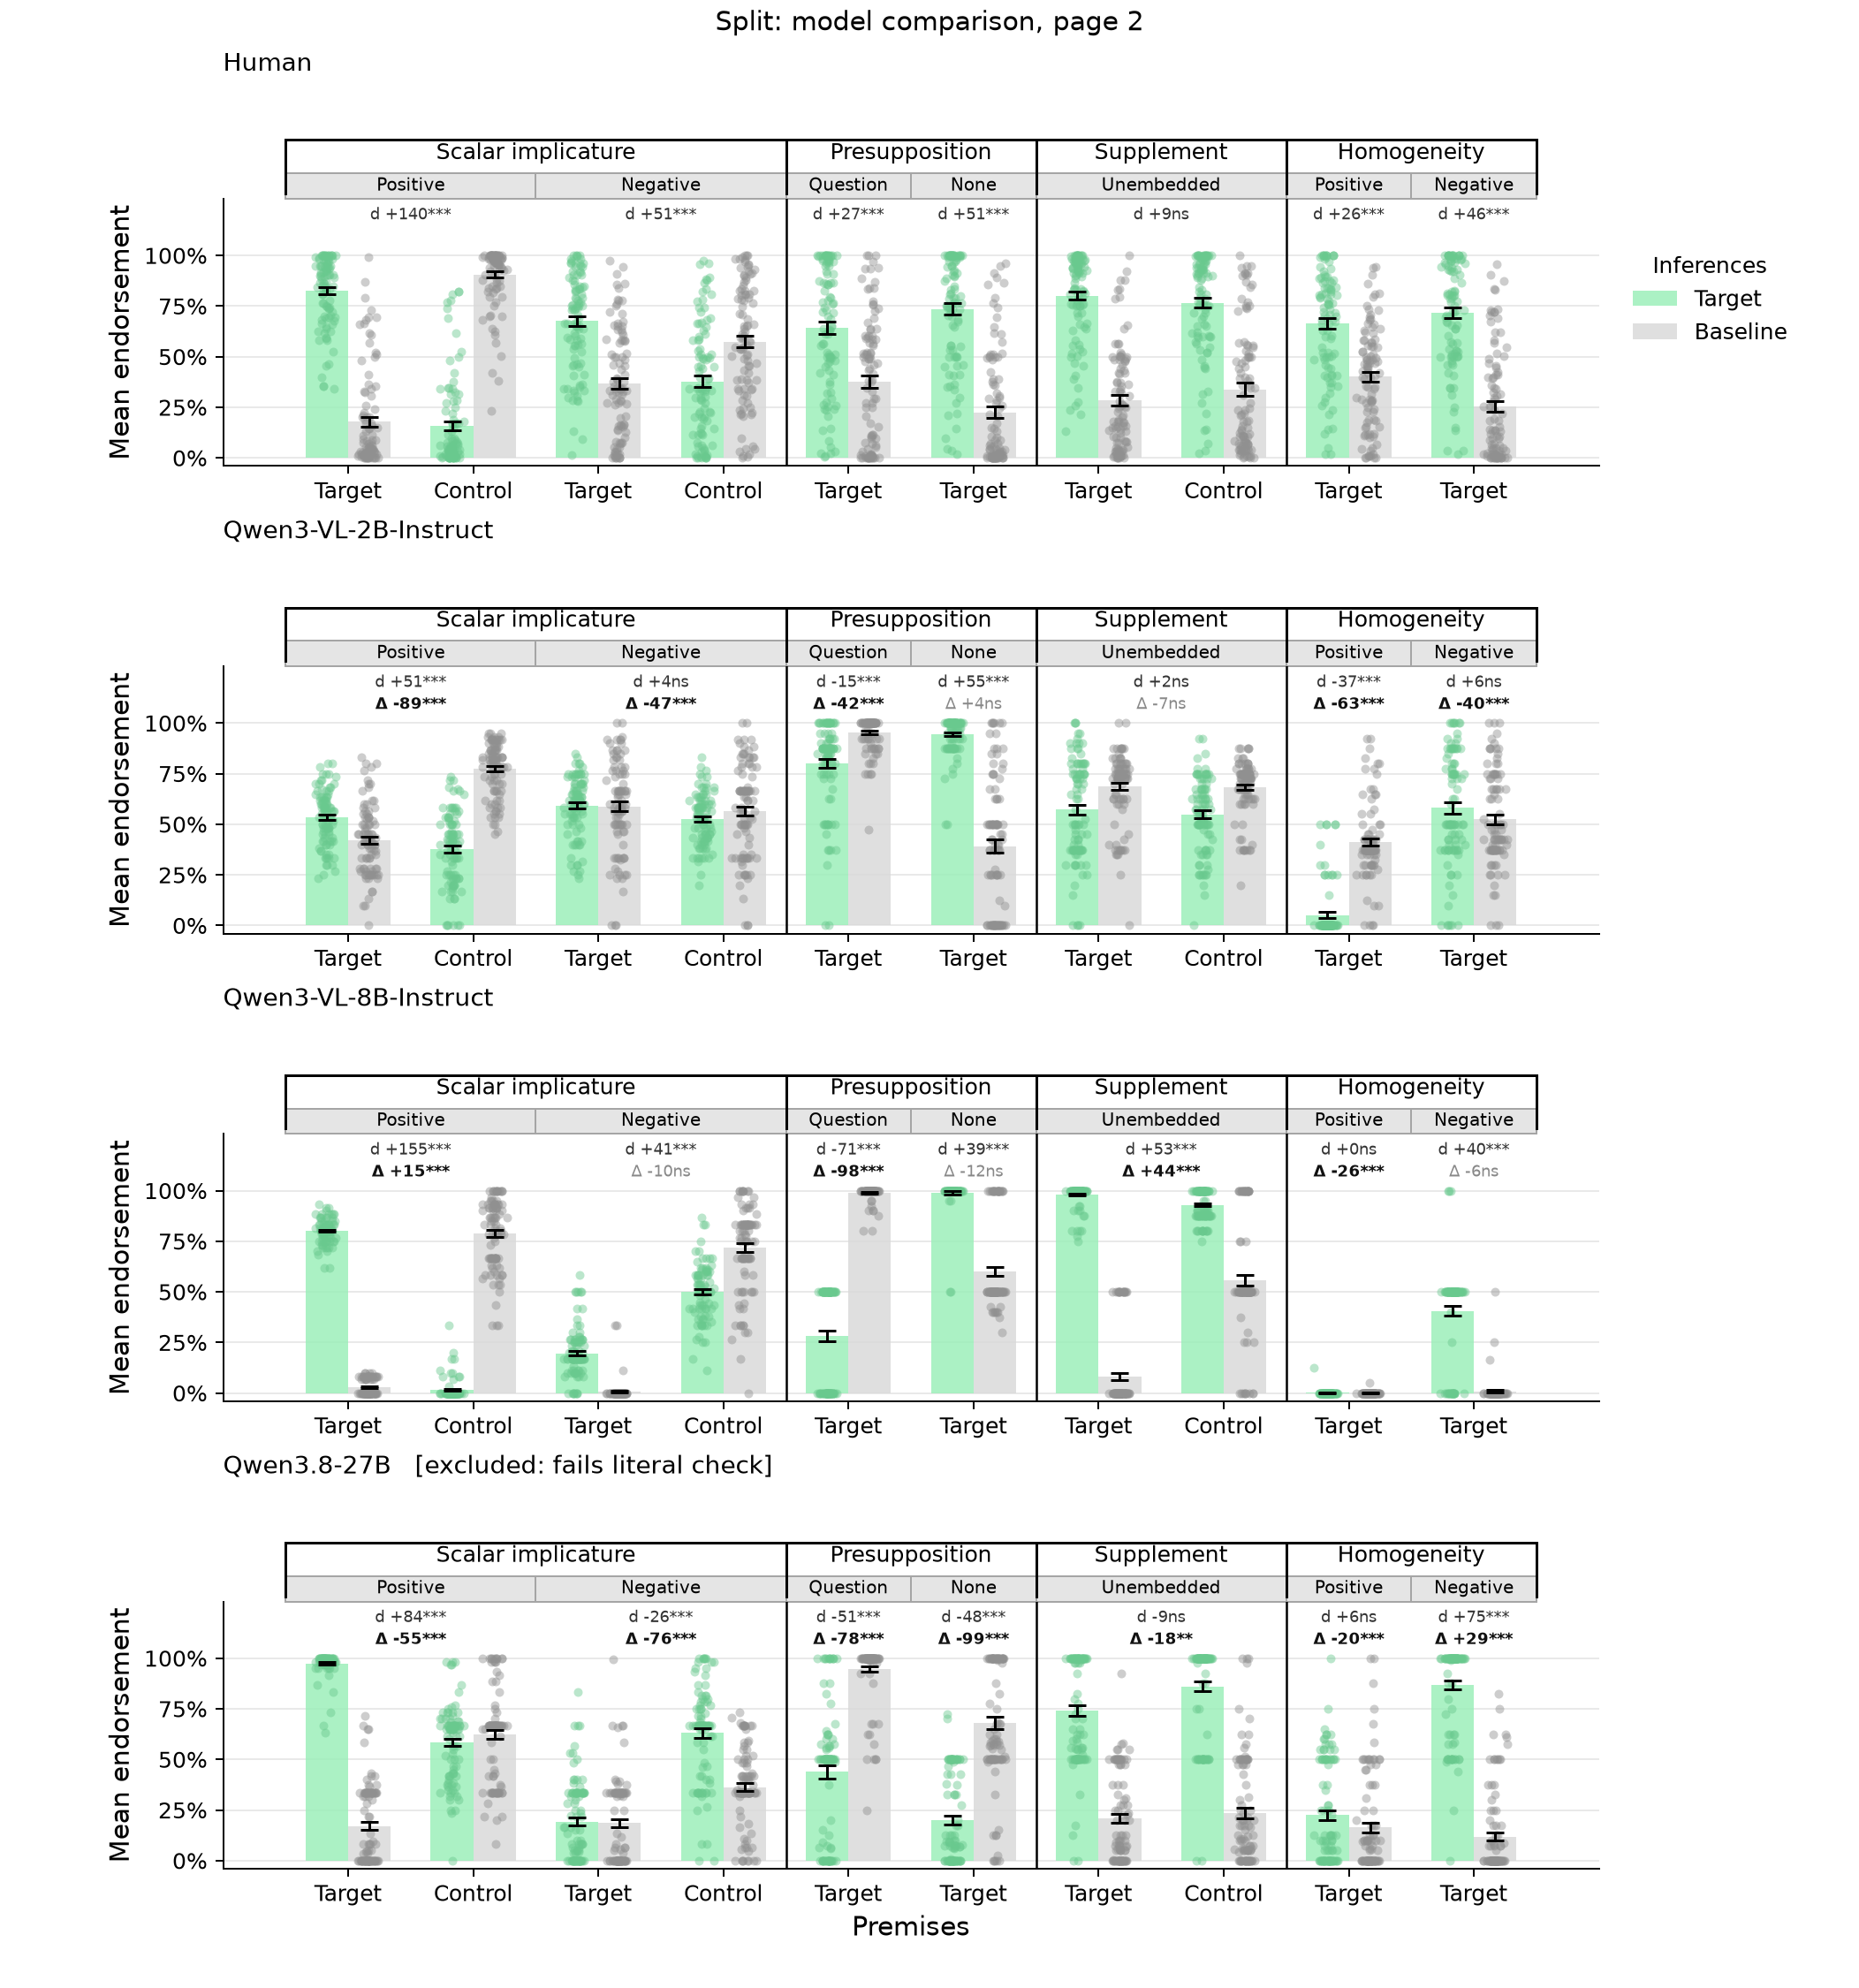 Split: model comparison, page 2
Human
Scalar implicature Presupposition Supplement Homogeneity
Positive Negative Question None Unembedded Positive Negative
d +140*** d +51*** d +27*** d +51*** d +9ns d +26*** d +46***
Mean endorsement
100%
75%
50%
25%
0%
Target Control Target Control Target Target Target Control Target Target
Inferences
Target
Baseline
Qwen3-VL-2B-Instruct
Scalar implicature Presupposition Supplement Homogeneity
Positive Negative Question None Unembedded Positive Negative
d +51*** d +4ns d -15*** d +55*** d +2ns d -37*** d +6ns
Δ -89*** Δ -47*** Δ -42*** Δ +4ns Δ -7ns Δ -63*** Δ -40***
Mean endorsement
100%
75%
50%
25%
0%
Target Control Target Control Target Target Target Control Target Target
Qwen3-VL-8B-Instruct
Scalar implicature Presupposition Supplement Homogeneity
Positive Negative Question None Unembedded Positive Negative
d +155*** d +41*** d -71*** d +39*** d +53*** d +0ns d +40***
Δ +15*** Δ -10ns Δ -98*** Δ -12ns Δ +44*** Δ -26*** Δ -6ns
Mean endorsement
100%
75%
50%
25%
0%
Target Control Target Control Target Target Target Control Target Target
Qwen3.8-27B [excluded: fails literal check]
Scalar implicature Presupposition Supplement Homogeneity
Positive Negative Question None Unembedded Positive Negative
d +84*** d -26*** d -51*** d -48*** d -9ns d +6ns d +75***
Δ -55*** Δ -76*** Δ -78*** Δ -99*** Δ -18** Δ -20*** Δ +29***
Mean endorsement
100%
75%
50%
25%
0%
Target Control Target Control Target Target Target Control Target Target
Premises